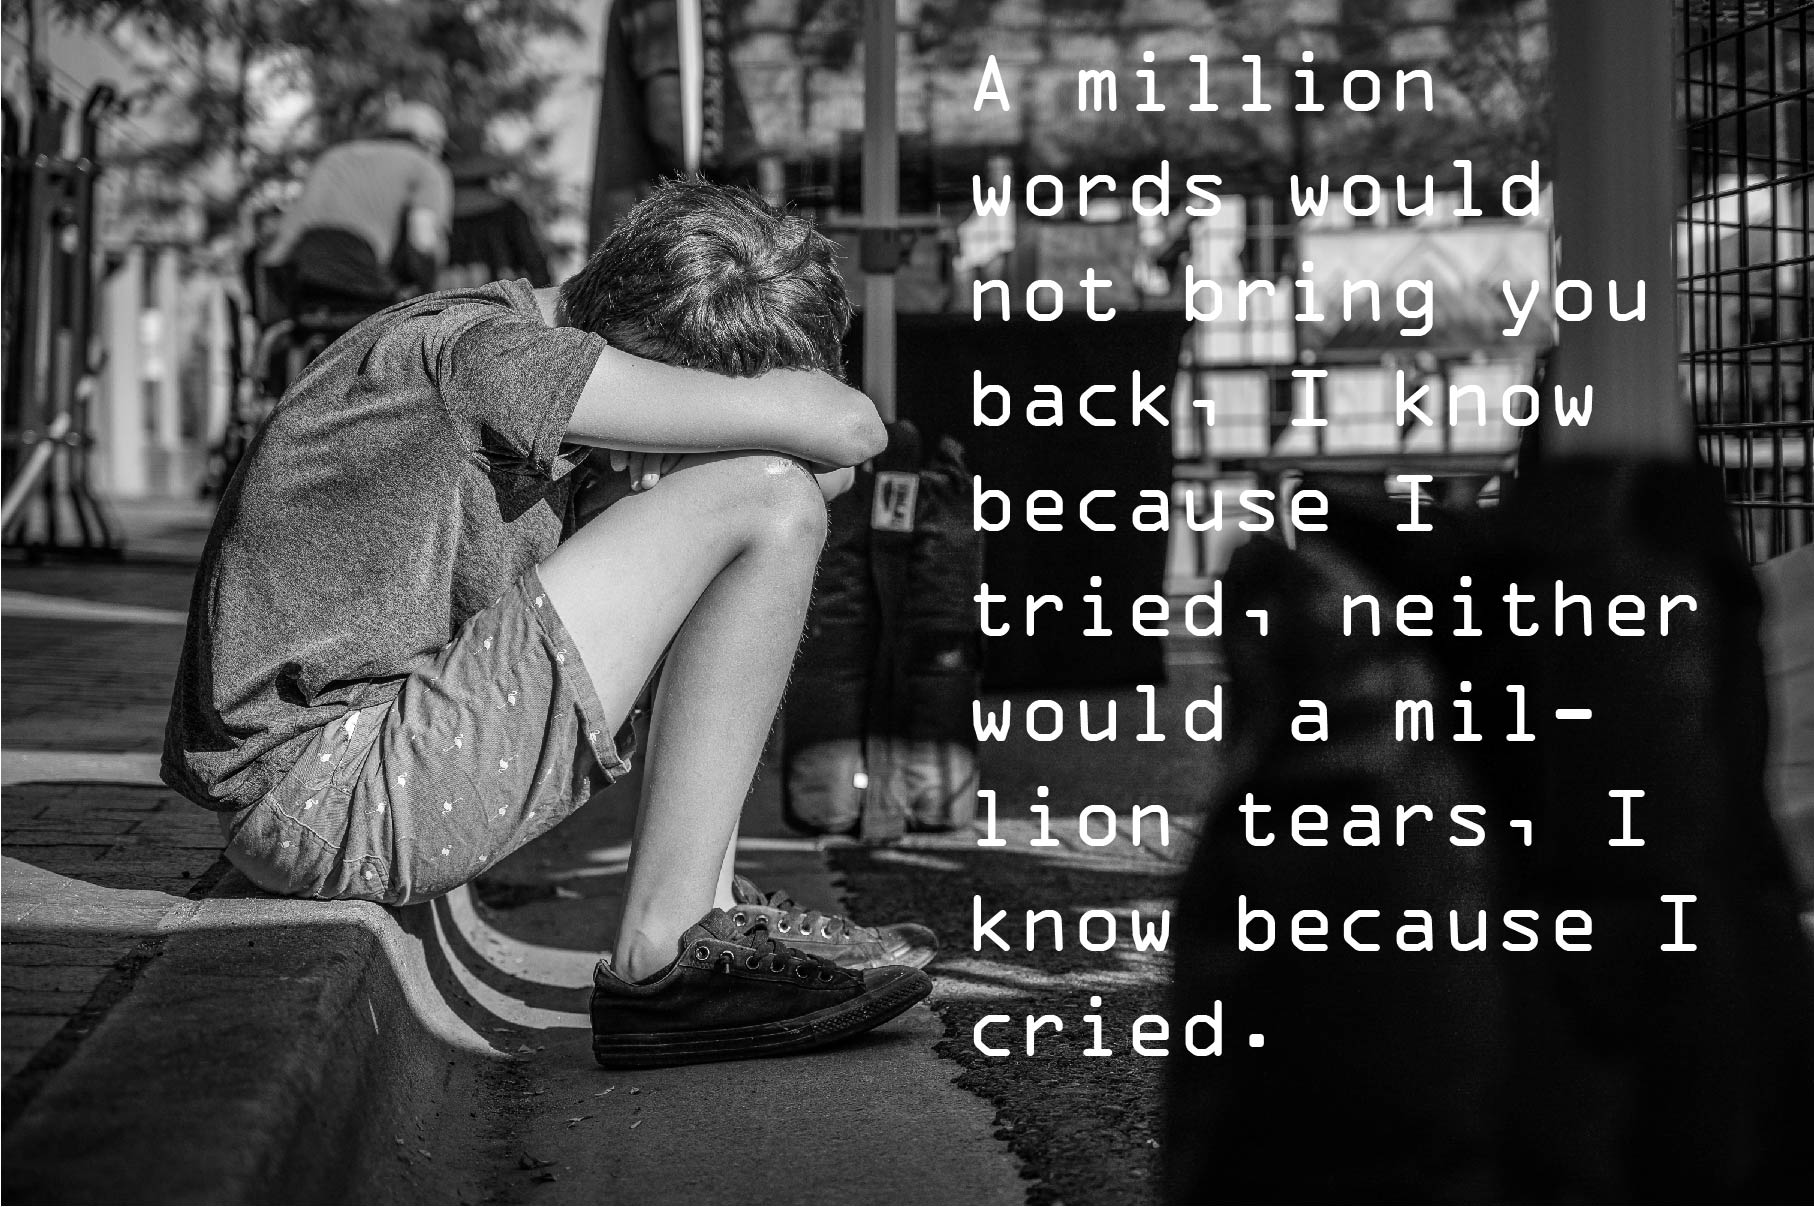 A million
words would
not bring you
back, I know
because I
tried, neither
would a mil-
lion tears, I
know because I
cried.